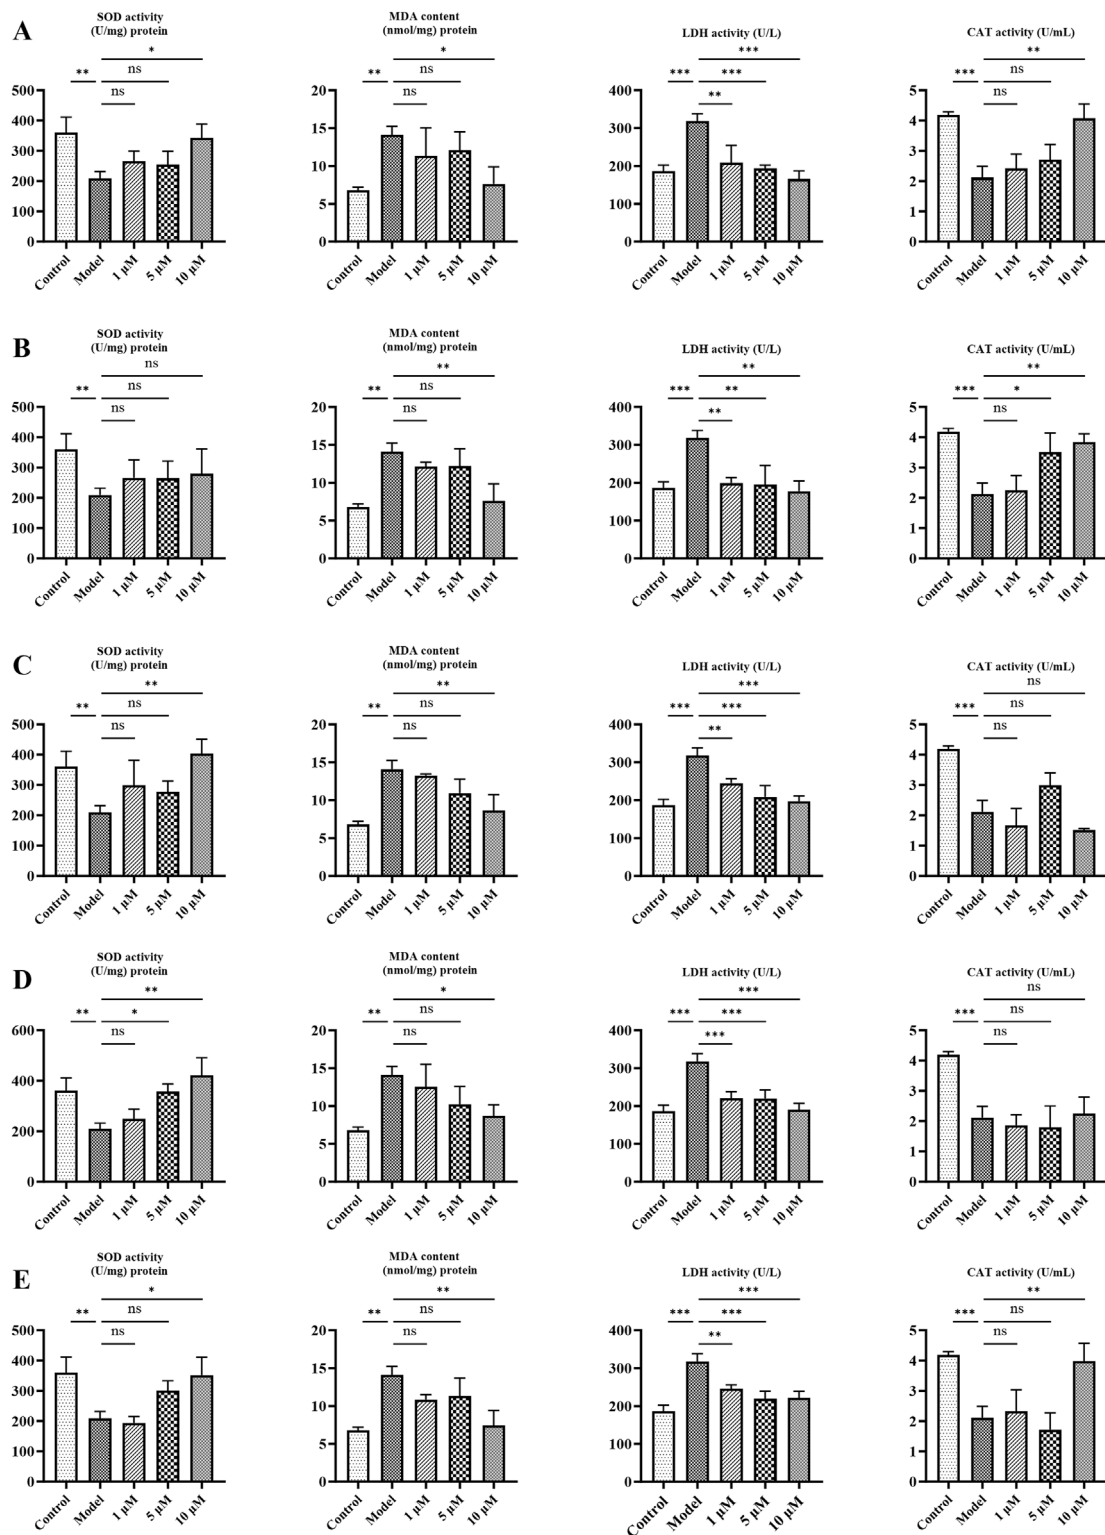 A
SOD activity
(U/mg) protein
*
ns
**
ns
500
400
300
200
100
0
Control
Model
1 μM
5 μM
10 μM
MDA content
(nmol/mg) protein
*
ns
**
ns
20
15
10
5
0
Control
Model
1 μM
5 μM
10 μM
LDH activity (U/L)
***
***
***
**
400
300
200
100
0
Control
Model
1 μM
5 μM
10 μM
CAT activity (U/mL)
**
ns
***
ns
5
4
3
2
1
0
Control
Model
1 μM
5 μM
10 μM
B
SOD activity
(U/mg) protein
ns
ns
**
ns
500
400
300
200
100
0
Control
Model
1 μM
5 μM
10 μM
MDA content
(nmol/mg) protein
**
ns
**
ns
20
15
10
5
0
Control
Model
1 μM
5 μM
10 μM
LDH activity (U/L)
**
**
***
**
400
300
200
100
0
Control
Model
1 μM
5 μM
10 μM
CAT activity (U/mL)
**
*
***
ns
5
4
3
2
1
0
Control
Model
1 μM
5 μM
10 μM
C
SOD activity
(U/mg) protein
**
ns
**
ns
500
400
300
200
100
0
Control
Model
1 μM
5 μM
10 μM
MDA content
(nmol/mg) protein
**
ns
**
ns
20
15
10
5
0
Control
Model
1 μM
5 μM
10 μM
LDH activity (U/L)
***
***
***
**
400
300
200
100
0
Control
Model
1 μM
5 μM
10 μM
CAT activity (U/mL)
ns
ns
***
ns
5
4
3
2
1
0
Control
Model
1 μM
5 μM
10 μM
D
SOD activity
(U/mg) protein
**
*
**
ns
600
400
200
0
Control
Model
1 μM
5 μM
10 μM
MDA content
(nmol/mg) protein
*
ns
**
ns
20
15
10
5
0
Control
Model
1 μM
5 μM
10 μM
LDH activity (U/L)
***
***
***
***
400
300
200
100
0
Control
Model
1 μM
5 μM
10 μM
CAT activity (U/mL)
ns
ns
***
ns
5
4
3
2
1
0
Control
Model
1 μM
5 μM
10 μM
E
SOD activity
(U/mg) protein
*
ns
**
ns
500
400
300
200
100
0
Control
Model
1 μM
5 μM
10 μM
MDA content
(nmol/mg) protein
**
ns
**
ns
20
15
10
5
0
Control
Model
1 μM
5 μM
10 μM
LDH activity (U/L)
***
***
***
**
400
300
200
100
0
Control
Model
1 μM
5 μM
10 μM
CAT activity (U/mL)
**
ns
***
ns
5
4
3
2
1
0
Control
Model
1 μM
5 μM
10 μM